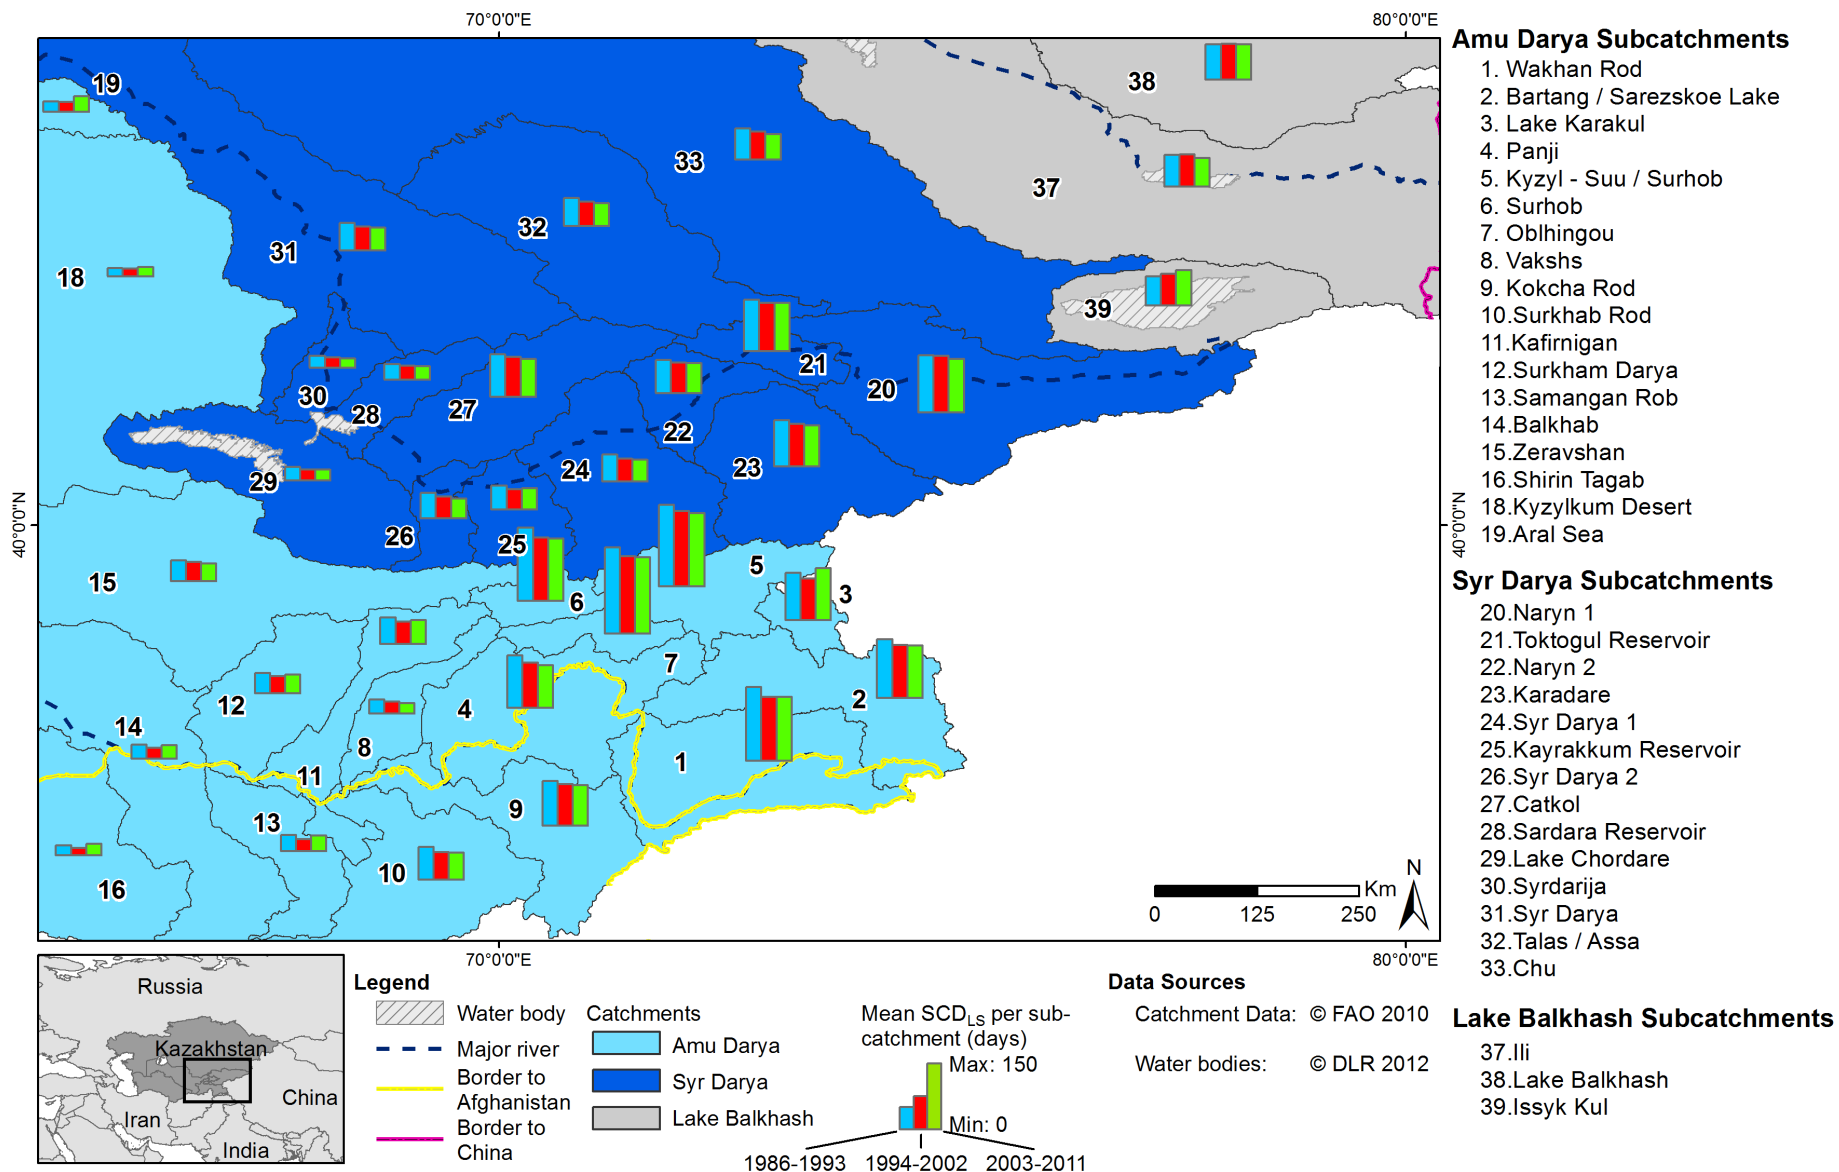 70°0'0"E
80°0'0"E
40°0'0"N
40°0'0"N
19
38
33
37
32
31
18
39
21
30
20
28
27
22
29
24
23
26
25
5
15
6
3
7
12
2
4
14
8
1
11
9
13
10
16
N
Km
0 125 250
70°0'0"E
80°0'0"E
Amu Darya Subcatchments
1. Wakhan Rod
2. Bartang / Sarezskoe Lake
3. Lake Karakul
4. Panji
5. Kyzyl - Suu / Surhob
6. Surhob
7. Oblhingou
8. Vakshs
9. Kokcha Rod
10.Surkhab Rod
11.Kafirnigan
12.Surkham Darya
13.Samangan Rob
14.Balkhab
15.Zeravshan
16.Shirin Tagab
18.Kyzylkum Desert
19.Aral Sea
Syr Darya Subcatchments
20.Naryn 1
21.Toktogul Reservoir
22.Naryn 2
23.Karadare
24.Syr Darya 1
25.Kayrakkum Reservoir
26.Syr Darya 2
27.Catkol
28.Sardara Reservoir
29.Lake Chordare
30.Syrdarija
31.Syr Darya
32.Talas / Assa
33.Chu
Lake Balkhash Subcatchments
37.Ili
38.Lake Balkhash
39.Issyk Kul
Russia
Kazakhstan
China
Iran
India
Legend
Water body
Major river
Border to
Afghanistan
Border to
China
Catchments
Amu Darya
Syr Darya
Lake Balkhash
Mean SCDLS per sub-
catchment (days)
Max: 150
Min: 0
1986-1993 1994-2002 2003-2011
Data Sources
Catchment Data: © FAO 2010
Water bodies: © DLR 2012